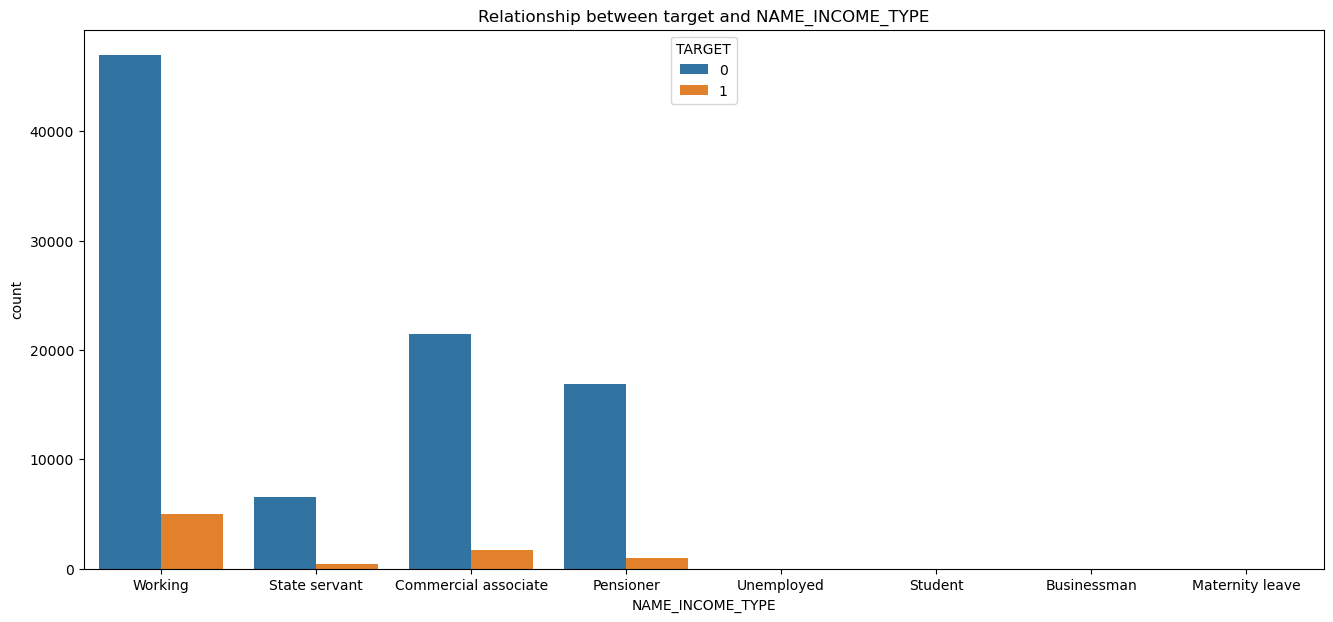 Relationship between target and NAME_INCOME_TYPE
TARGET
0
1
count
40000
30000
20000
10000
0
Working
State servant
Commercial associate
Pensioner
Unemployed
Student
Businessman
Maternity leave
NAME_INCOME_TYPE